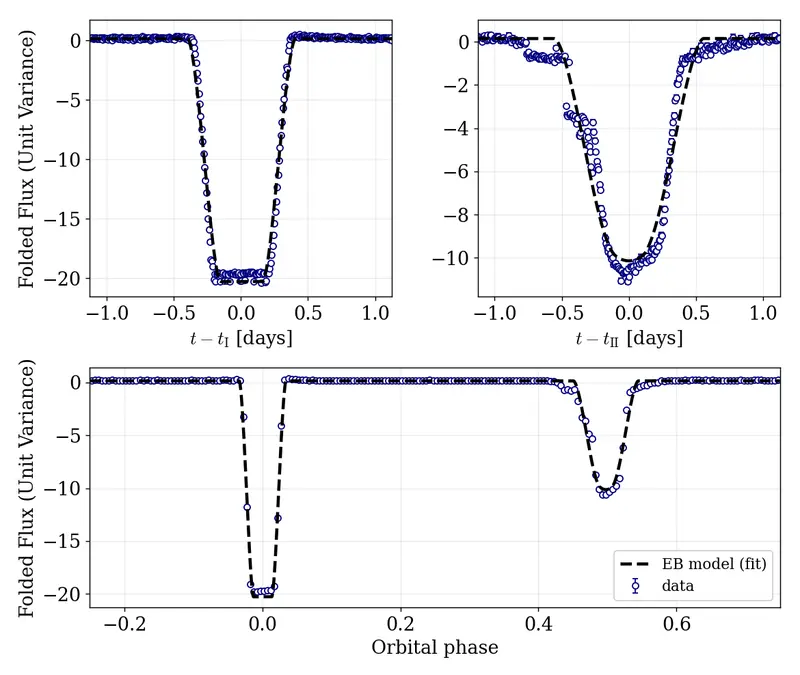 0
−5
−10
−15
−20
Folded Flux (Unit Variance)
−1.0 −0.5 0.0 0.5 1.0
t − tI [days]
0
−2
−4
−6
−8
−10
−1.0 −0.5 0.0 0.5 1.0
t − tII [days]
0
−5
−10
−15
−20
Folded Flux (Unit Variance)
EB model (fit)
data
−0.2 0.0 0.2 0.4 0.6
Orbital phase